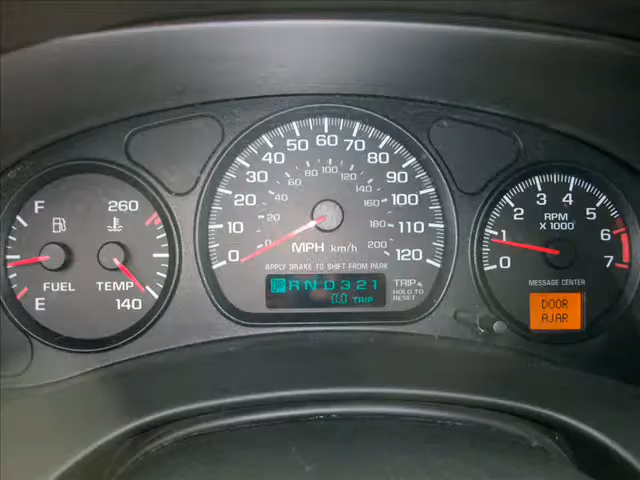 F
FUEL
E
260
TEMP
140
0 10 20 30 40 50 60 70 80 90 100 110 120
0 20 40 60 80 100 120 140 160 180 200
MPH km/h
APPLY BRAKE TO SHIFT FROM PARK
P R N D 3 2 1
0.0 TRIP
TRIP
HOLD TO
RESET
0 1 2 3 4 5 6 7
RPM
X 1000
MESSAGE CENTER
DOOR
AJAR